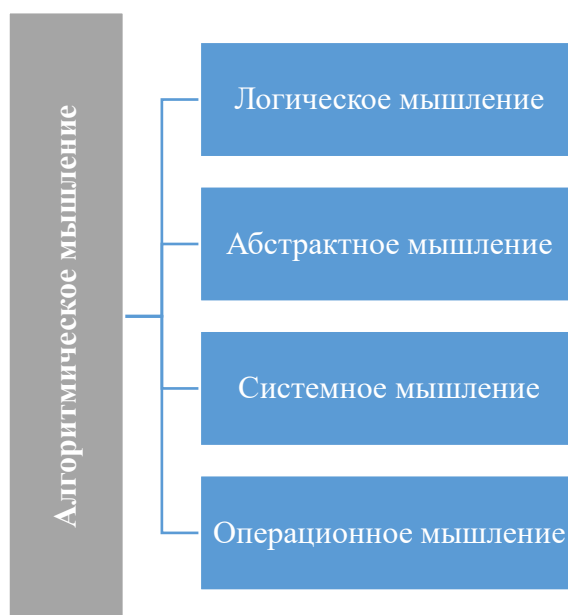 Алгоритмическое мышление
Логическое мышление
Абстрактное мышление
Системное мышление
Операционное мышление